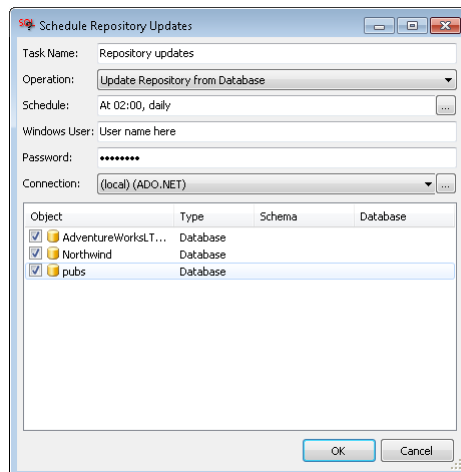 SQL Schedule Repository Updates
Task Name: Repository updates
Operation: Update Repository from Database
Schedule: At 02:00, daily ...
Windows User: User name here
Password: ••••••••
Connection: (local) (ADO.NET) ...
Object Type Schema Database
AdventureWorksLT... Database
Northwind Database
pubs Database
OK Cancel